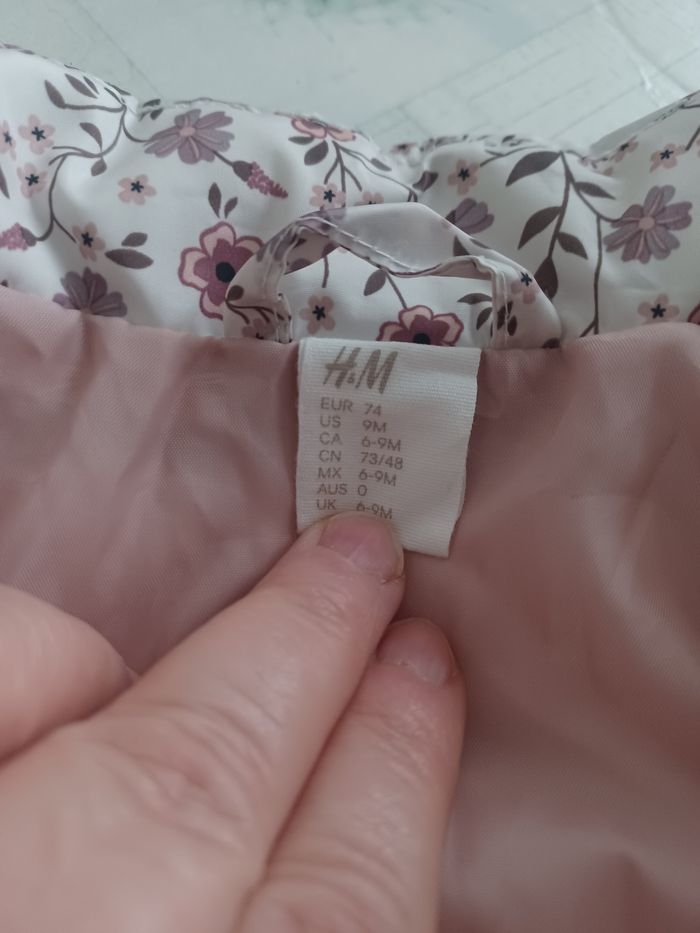 H&M
EUR 74
US 9M
CA 6-9M
CN 73/48
MX 6-9M
AUS 0
UK 6-9M